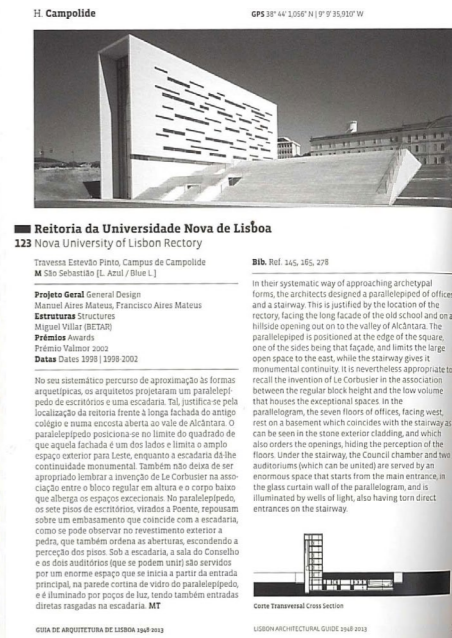 H. Campolide
GPS 38° 44' 1,056" N | 9° 9' 35,910" W
Reitoria da Universidade Nova de Lisboa
123 Nova University of Lisbon Rectory
Travessa Estevão Pinto, Campus de Campolide
M São Sebastião [L. Azul / Blue L.]
Projeto Geral General Design
Manuel Aires Mateus, Francisco Aires Mateus
Estruturas Structures
Miguel Villar (BETAR)
Prémios Awards
Prémio Valmor 2002
Datas Dates 1998 | 1998-2002
No seu sistemático percurso de aproximação às formas
arquetípicas, os arquitetos projetaram um paralelepí-
pedo de escritórios e uma escadaria. Tal, justifica-se pela
localização da reitoria frente à longa fachada do antigo
colégio e numa encosta aberta ao vale de Alcântara. O
paralelepípedo posiciona-se no limite do quadrado de
que aquela fachada é um dos lados e limita o amplo
espaço exterior para Leste, enquanto a escadaria dá-lhe
continuidade monumental. Também não deixa de ser
apropriado lembrar a invenção de Le Corbusier na asso-
ciação entre o bloco regular em altura e o corpo baixo
que alberga os espaços excecionais. No paralelepípedo,
os sete pisos de escritórios, virados a Poente, repousam
sobre um embasamento que coincide com a escadaria,
como se pode observar no revestimento exterior a
pedra, que também ordena as aberturas, escondendo a
perceção dos pisos. Sob a escadaria, a sala do Conselho
e os dois auditórios (que se podem unir) são servidos
por um enorme espaço que se inicia a partir da entrada
principal, na parede cortina de vidro do paralelepípedo,
e é iluminado por poços de luz, tendo também entradas
diretas rasgadas na escadaria. MT
Bib. Ref. 145, 165, 278
In their systematic way of approaching archetypal
forms, the architects designed a parallelepiped of offices
and a stairway. This is justified by the location of the
rectory, facing the long facade of the old school and on a
hillside opening out to the valley of Alcântara. The
parallelepiped is positioned at the edge of the square,
one of the sides being that façade, and limits the large
open space to the east, while the stairway gives it
monumental continuity. It is nevertheless appropriate to
recall the invention of Le Corbusier in the association
between the regular block height and the low volume
that houses the exceptional spaces. In the
parallelogram, the seven floors of offices, facing west,
rest on a basement which coincides with the stairway as
can be seen in the stone exterior cladding, and which
also orders the openings, hiding the perception of the
floors. Under the stairway, the Council chamber and two
auditoriums (which can be united) are served by an
enormous space that starts from the main entrance, in
the glass curtain wall of the parallelogram, and is
illuminated by wells of light, also having torn direct
entrances on the stairway.
Corte Transversal Cross Section
GUIA DE ARQUITETURA DE LISBOA 1948-2013
LISBON ARCHITECTURAL GUIDE 1948-2013